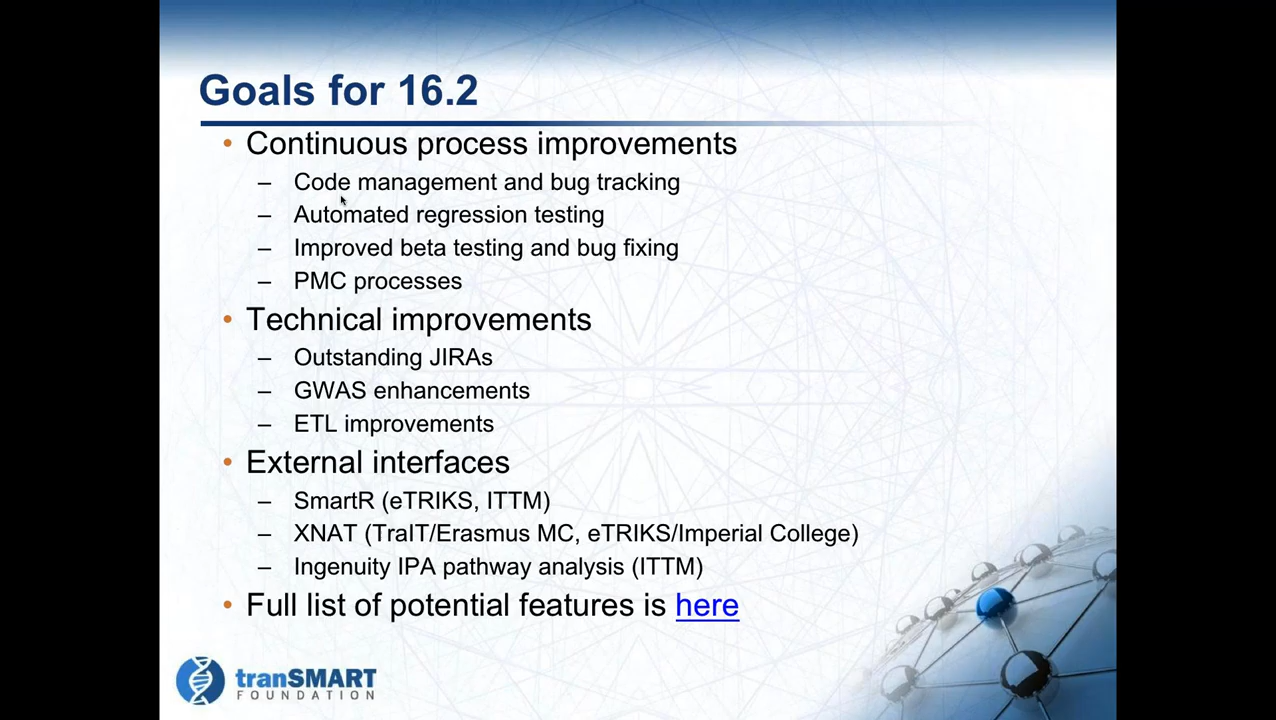 Goals for 16.2
• Continuous process improvements
– Code management and bug tracking
– Automated regression testing
– Improved beta testing and bug fixing
– PMC processes
• Technical improvements
– Outstanding JIRAs
– GWAS enhancements
– ETL improvements
• External interfaces
– SmartR (eTRIKS, ITTM)
– XNAT (TraIT/Erasmus MC, eTRIKS/Imperial College)
– Ingenuity IPA pathway analysis (ITTM)
• Full list of potential features is here
tranSMART
FOUNDATION